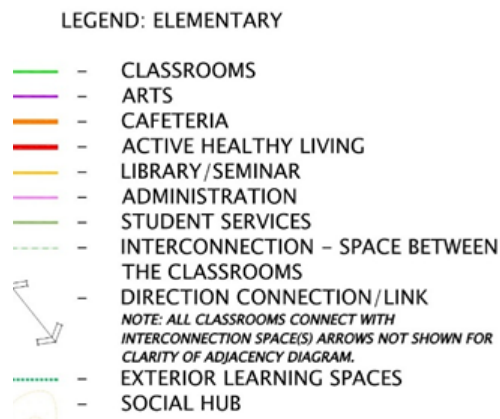 LEGEND: ELEMENTARY
– CLASSROOMS
– ARTS
– CAFETERIA
– ACTIVE HEALTHY LIVING
– LIBRARY/SEMINAR
– ADMINISTRATION
– STUDENT SERVICES
– INTERCONNECTION – SPACE BETWEEN
THE CLASSROOMS
– DIRECTION CONNECTION/LINK
NOTE: ALL CLASSROOMS CONNECT WITH
INTERCONNECTION SPACE(S) ARROWS NOT SHOWN FOR
CLARITY OF ADJACENCY DIAGRAM.
– EXTERIOR LEARNING SPACES
– SOCIAL HUB